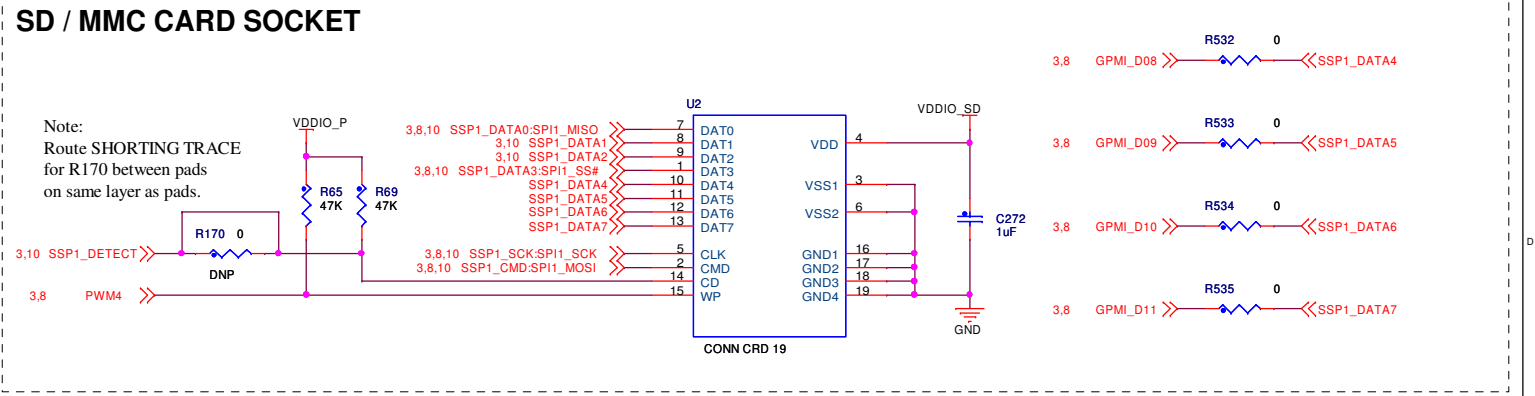 SD / MMC CARD SOCKET
Note:
Route SHORTING TRACE
for R170 between pads
on same layer as pads.
VDDIO_P
R65
47K
R69
47K
R170 0
DNP
3,10 SSP1_DETECT
3,8 PWM4
3,8,10 SSP1_DATA0:SPI1_MISO
3,10 SSP1_DATA1
3,10 SSP1_DATA2
3,8,10 SSP1_DATA3:SPI1_SS#
SSP1_DATA4
SSP1_DATA5
SSP1_DATA6
SSP1_DATA7
3,8,10 SSP1_SCK:SPI1_SCK
3,8,10 SSP1_CMD:SPI1_MOSI
U2
7 DAT0
8 DAT1
9 DAT2
1 DAT3
10 DAT4
11 DAT5
12 DAT6
13 DAT7
5 CLK
2 CMD
14 CD
15 WP
VDD 4
VSS1 3
VSS2 6
GND1 16
GND2 17
GND3 18
GND4 19
CONN CRD 19
VDDIO_SD
C272
1uF
GND
R532 0
3,8 GPMI_D08 SSP1_DATA4
R533 0
3,8 GPMI_D09 SSP1_DATA5
R534 0
3,8 GPMI_D10 SSP1_DATA6
R535 0
3,8 GPMI_D11 SSP1_DATA7
D